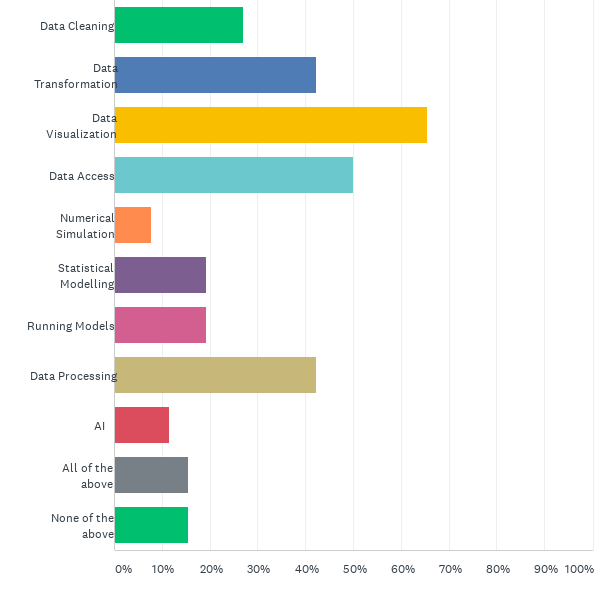 Data Cleaning
Data
Transformation
Data
Visualization
Data Access
Numerical
Simulation
Statistical
Modelling
Running Models
Data Processing
AI
All of the
above
None of the
above
0% 10% 20% 30% 40% 50% 60% 70% 80% 90% 100%